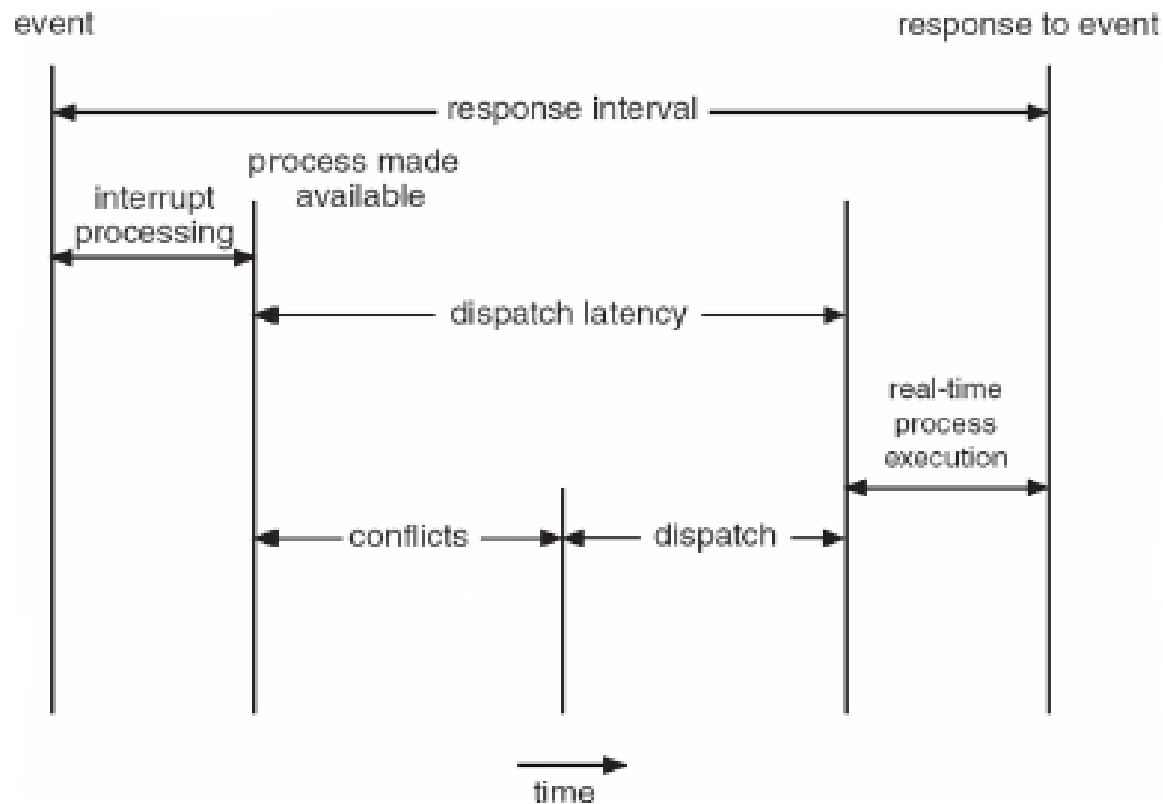 event
response to event
response interval
process made
available
interrupt
processing
dispatch latency
real-time
process
execution
conflicts
dispatch
time